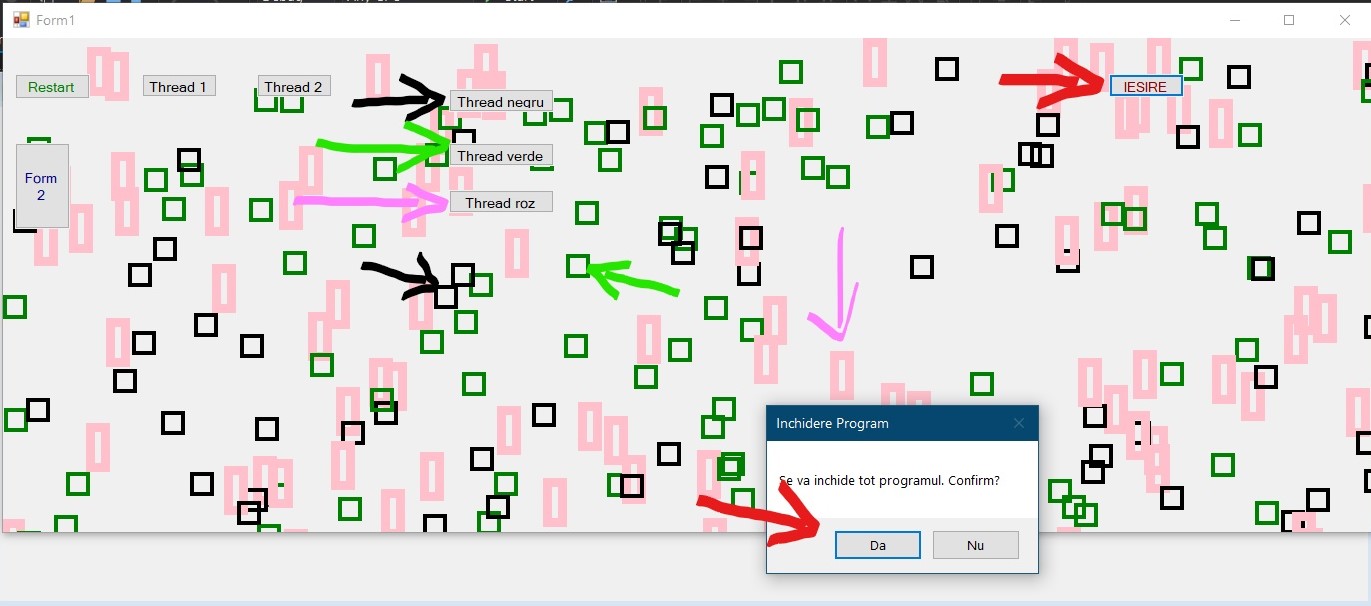 Form1
Restart
Thread 1
Thread 2
Thread negru
IESIRE
Thread verde
Form
2
Thread roz
Inchidere Program
Se va inchide tot programul. Confirm?
Da
Nu